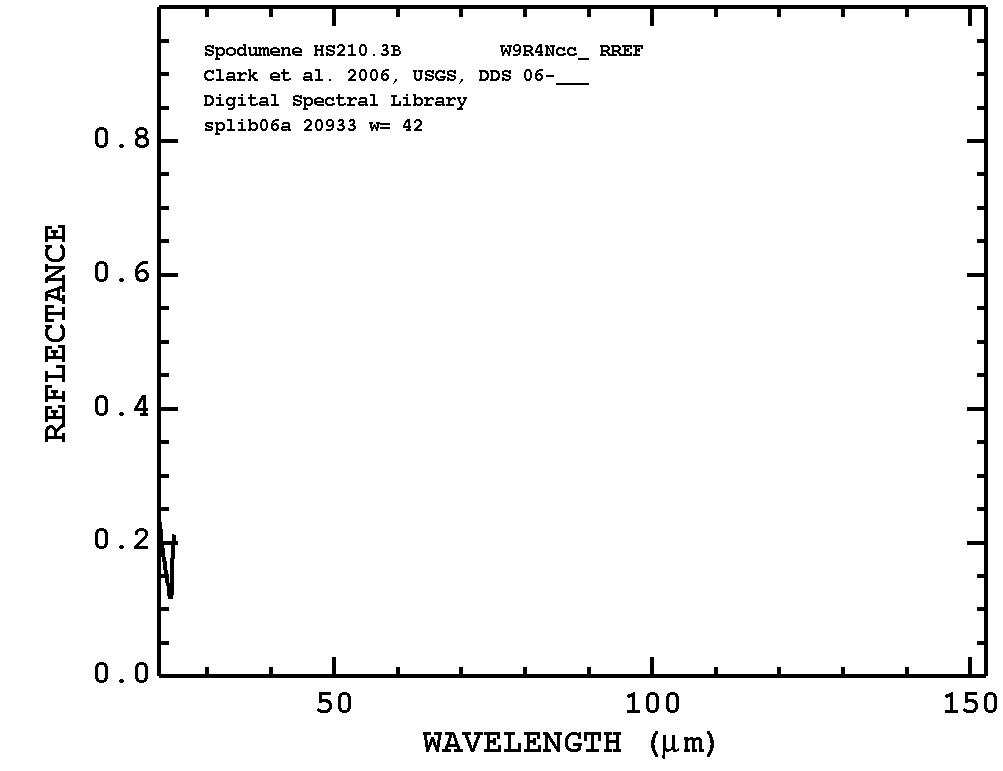 Spodumene HS210.3B W9R4Ncc_ RREF
Clark et al. 2006, USGS, DDS 06-___
Digital Spectral Library
splib06a 20933 w= 42
0.8
0.6
0.4
0.2
0.0
REFLECTANCE
50 100 150
WAVELENGTH (μm)